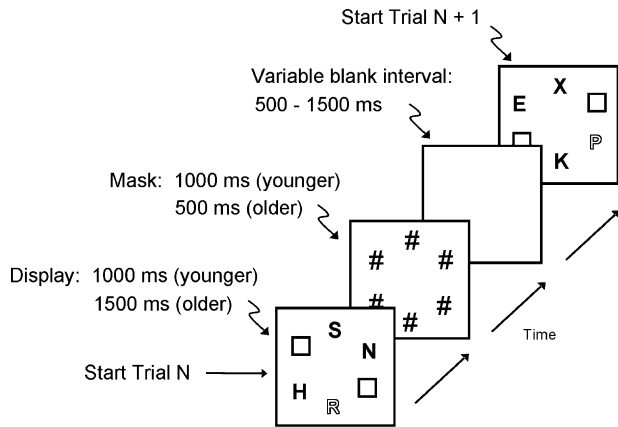 Start Trial N + 1
Variable blank interval:
500 - 1500 ms
X
E
P
K
Mask: 1000 ms (younger)
500 ms (older)
# # #
# # #
Display: 1000 ms (younger)
1500 ms (older)
Time
S
N
Start Trial N
H
R